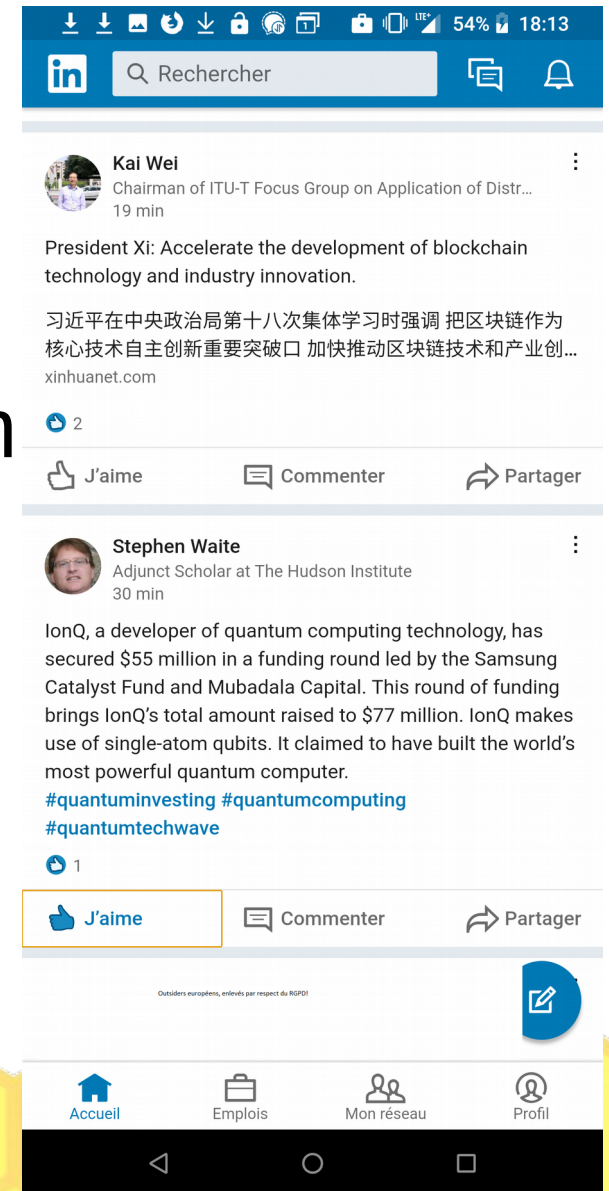 54% 18:13
in Rechercher
Kai Wei
Chairman of ITU-T Focus Group on Application of Distr...
19 min
President Xi: Accelerate the development of blockchain
technology and industry innovation.
习近平在中央政治局第十八次集体学习时强调 把区块链作为
核心技术自主创新重要突破口 加快推动区块链技术和产业创...
xinhuanet.com
n
2
J'aime Commenter Partager
Stephen Waite
Adjunct Scholar at The Hudson Institute
30 min
IonQ, a developer of quantum computing technology, has
secured $55 million in a funding round led by the Samsung
Catalyst Fund and Mubadala Capital. This round of funding
brings IonQ's total amount raised to $77 million. IonQ makes
use of single-atom qubits. It claimed to have built the world's
most powerful quantum computer.
#quantuminvesting #quantumcomputing
#quantumtechwave
1
J'aime Commenter Partager
Outsiders européens, enlevés par respect du RGPD!
Accueil Emplois Mon réseau Profil